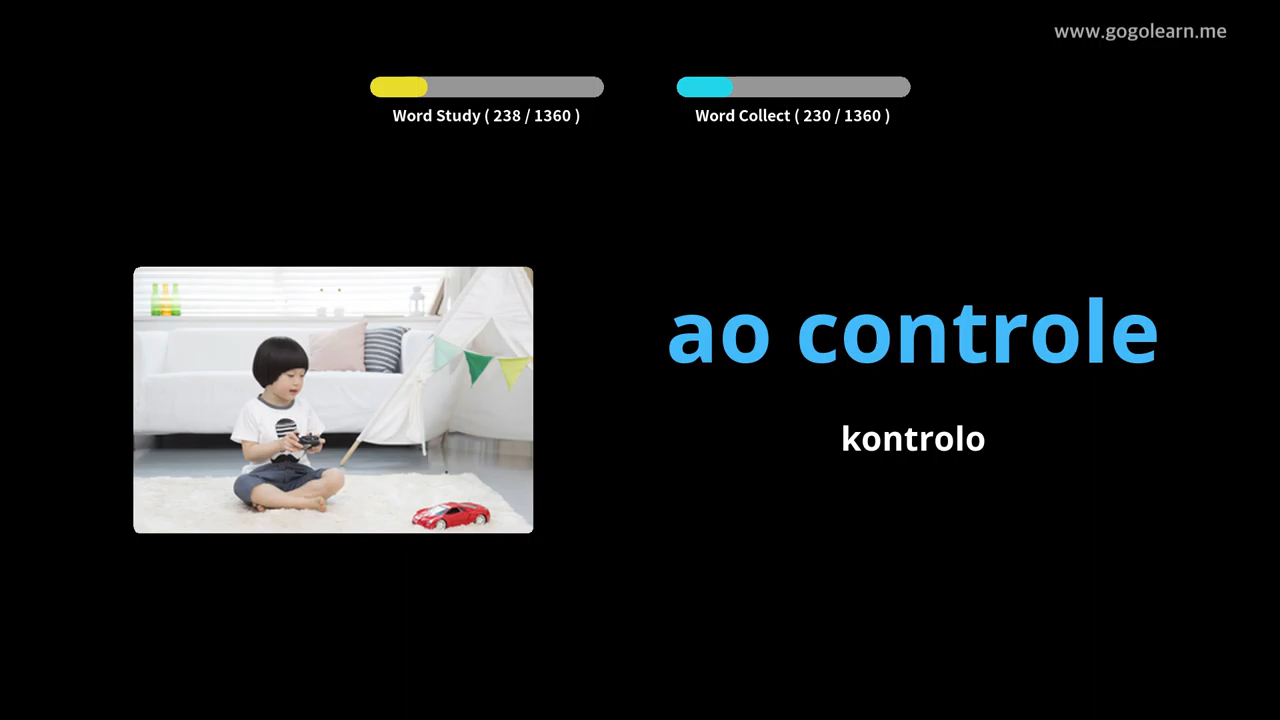 www.gogolearn.me
Word Study ( 238 / 1360 )
Word Collect ( 230 / 1360 )
ao controle
kontrolo